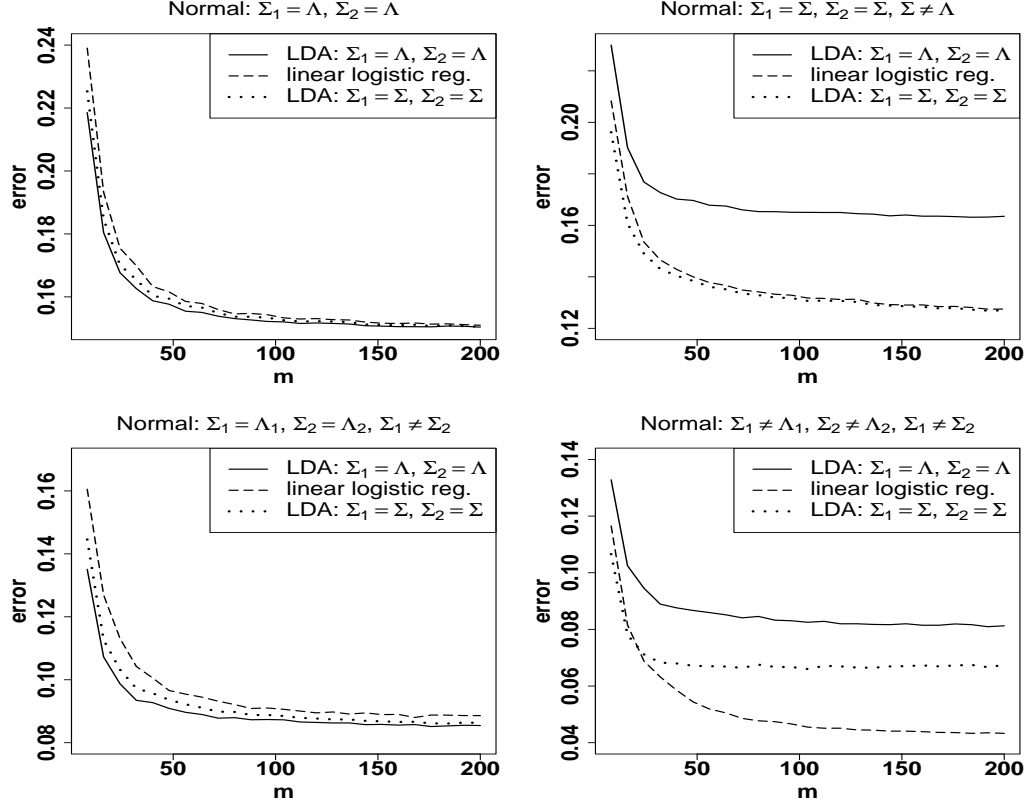 Normal: Σ1 = Λ, Σ2 = Λ
LDA: Σ1 = Λ, Σ2 = Λ
linear logistic reg.
LDA: Σ1 = Σ, Σ2 = Σ
error
0.24
0.22
0.20
0.18
0.16
50 100 150 200
m
Normal: Σ1 = Σ, Σ2 = Σ, Σ ≠ Λ
LDA: Σ1 = Λ, Σ2 = Λ
linear logistic reg.
LDA: Σ1 = Σ, Σ2 = Σ
error
0.20
0.16
0.12
50 100 150 200
m
Normal: Σ1 = Λ1, Σ2 = Λ2, Σ1 ≠ Σ2
LDA: Σ1 = Λ, Σ2 = Λ
linear logistic reg.
LDA: Σ1 = Σ, Σ2 = Σ
error
0.16
0.14
0.12
0.10
0.08
50 100 150 200
m
Normal: Σ1 ≠ Λ1, Σ2 ≠ Λ2, Σ1 ≠ Σ2
LDA: Σ1 = Λ, Σ2 = Λ
linear logistic reg.
LDA: Σ1 = Σ, Σ2 = Σ
error
0.14
0.12
0.10
0.08
0.06
0.04
50 100 150 200
m